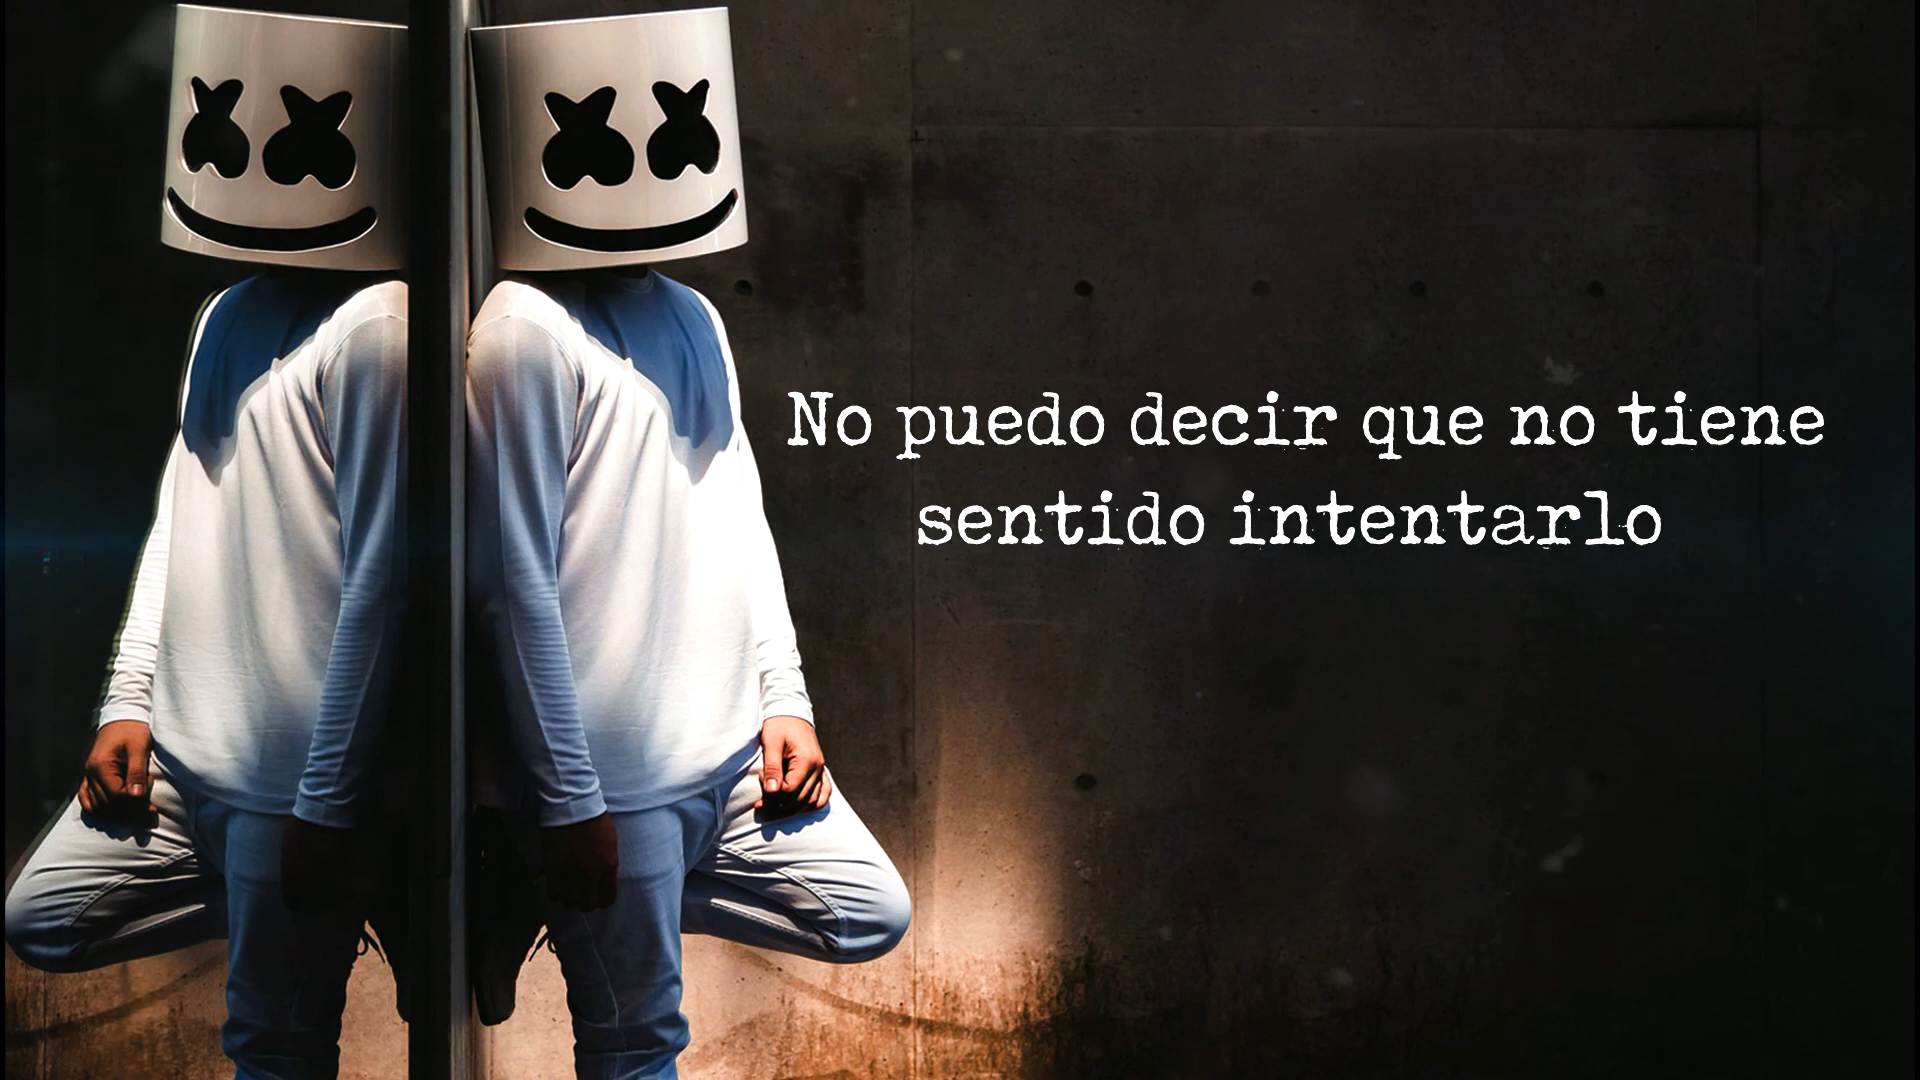 No puedo decir que no tiene
sentido intentarlo